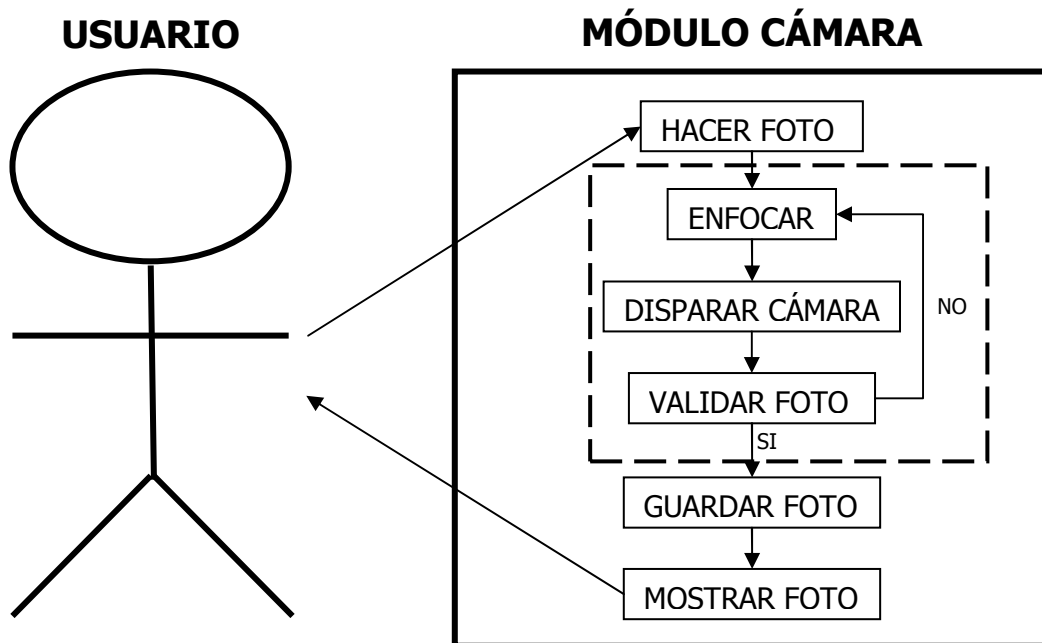 USUARIO
MÓDULO CÁMARA
HACER FOTO
ENFOCAR
DISPARAR CÁMARA
NO
VALIDAR FOTO
SI
GUARDAR FOTO
MOSTRAR FOTO